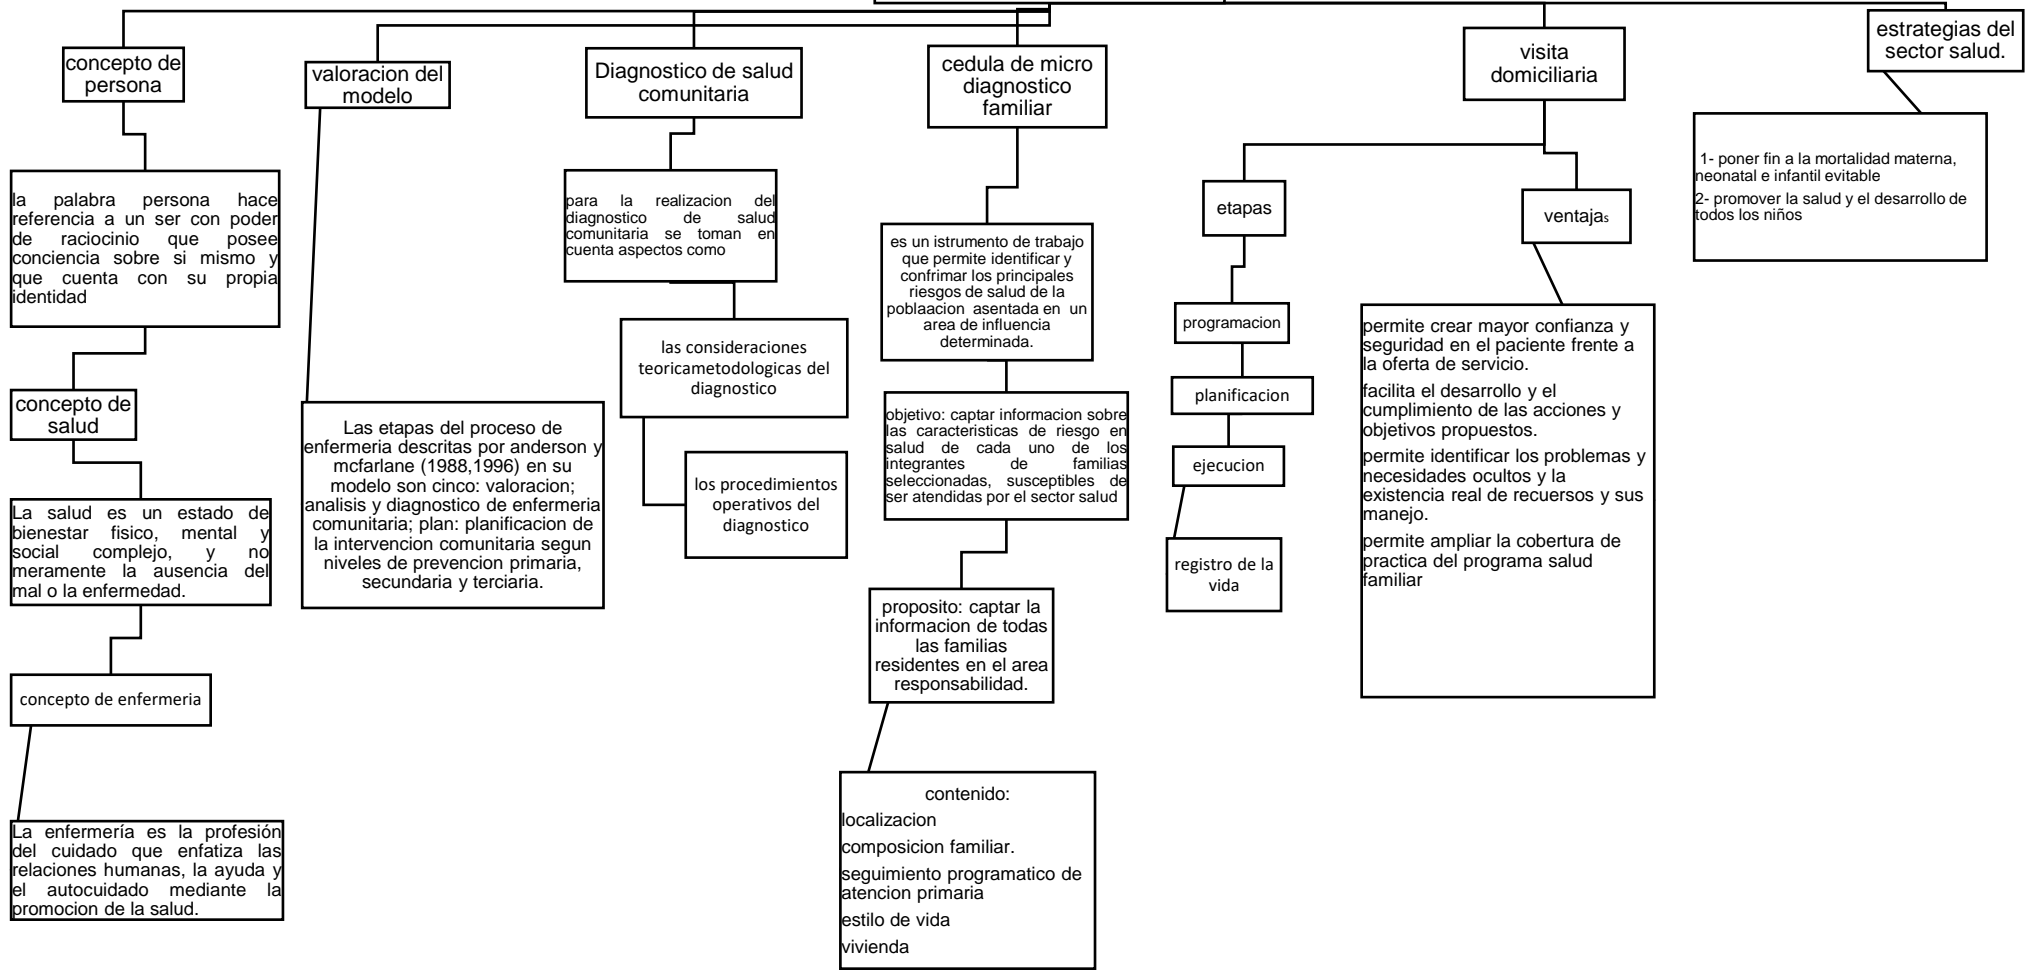 concepto de
persona
la palabra persona hace
referencia a un ser con poder
de raciocinio que posee
conciencia sobre si mismo y
que cuenta con su propia
identidad
concepto de
salud
La salud es un estado de
bienestar fisico, mental y
social complejo, y no
meramente la ausencia del
mal o la enfermedad.
concepto de enfermeria
La enfermería es la profesión
del cuidado que enfatiza las
relaciones humanas, la ayuda y
el autocuidado mediante la
promocion de la salud.
valoracion del
modelo
Las etapas del proceso de
enfermeria descritas por anderson y
mcfarlane (1988,1996) en su
modelo son cinco: valoracion;
analisis y diagnostico de enfermeria
comunitaria; plan: planificacion de
la intervencion comunitaria segun
niveles de prevencion primaria,
secundaria y terciaria.
Diagnostico de salud
comunitaria
para la realizacion del
diagnostico de salud
comunitaria se toman en
cuenta aspectos como
las consideraciones
teoricametodologicas del
diagnostico
los procedimientos
operativos del
diagnostico
cedula de micro
diagnostico
familiar
es un istrumento de trabajo
que permite identificar y
confrimar los principales
riesgos de salud de la
poblaacion asentada en un
area de influencia
determinada.
objetivo: captar informacion sobre
las caracteristicas de riesgo en
salud de cada uno de los
integrantes de familias
seleccionadas, susceptibles de
ser atendidas por el sector salud
proposito: captar la
informacion de todas
las familias
residentes en el area
responsabilidad.
contenido:
localizacion
composicion familiar.
seguimiento programatico de
atencion primaria
estilo de vida
vivienda
visita
domiciliaria
etapas
programacion
planificacion
ejecucion
registro de la
vida
ventajas
permite crear mayor confianza y
seguridad en el paciente frente a
la oferta de servicio.
facilita el desarrollo y el
cumplimiento de las acciones y
objetivos propuestos.
permite identificar los problemas y
necesidades ocultos y la
existencia real de recuersos y sus
manejo.
permite ampliar la cobertura de
practica del programa salud
familiar
estrategias del
sector salud.
1- poner fin a la mortalidad materna,
neonatal e infantil evitable
2- promover la salud y el desarrollo de
todos los niños